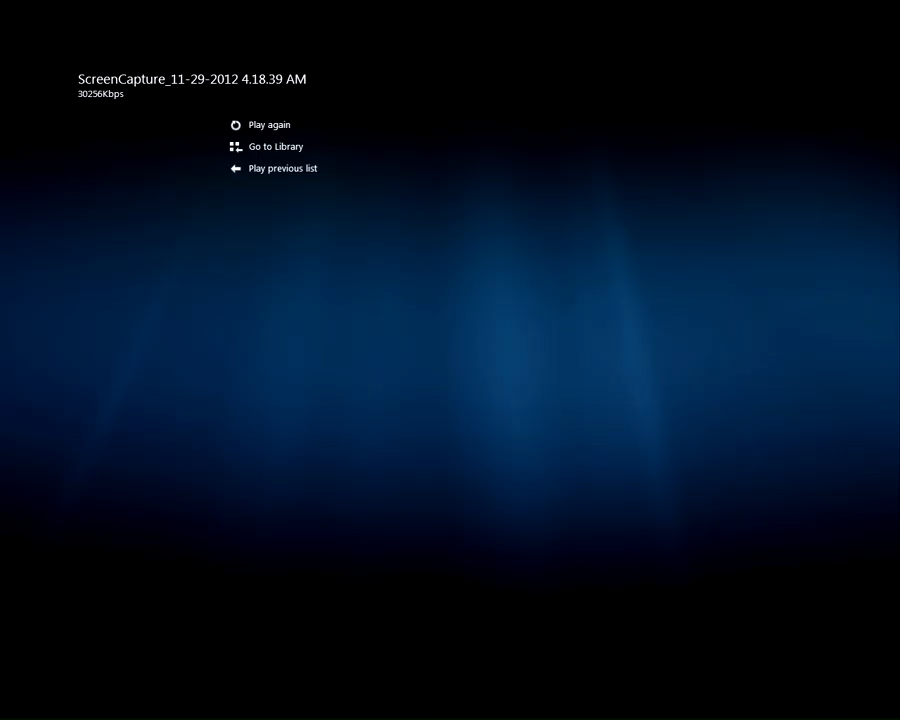 ScreenCapture_11-29-2012 4.18.39 AM
30256Kbps
Play again
Go to Library
Play previous list